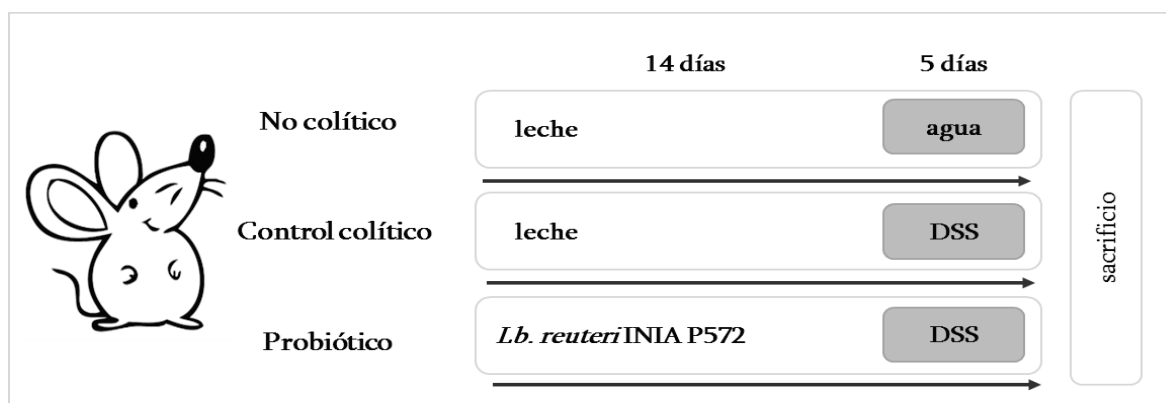 14 días 5 días
No colítico leche agua
Control colítico leche DSS
Probiótico Lb. reuteri INIA P572 DSS
sacrificio